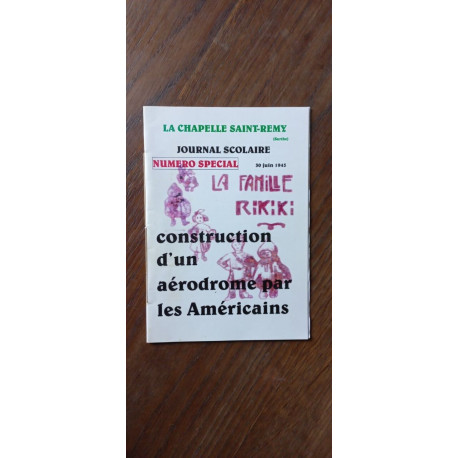 LA CHAPELLE SAINT-REMY
(Sarthe)
JOURNAL SCOLAIRE
NUMERO SPECIAL 30 juin 1945
LA FAMILLE
RIKIKI
construction
d'un
aérodrome par
les Américains